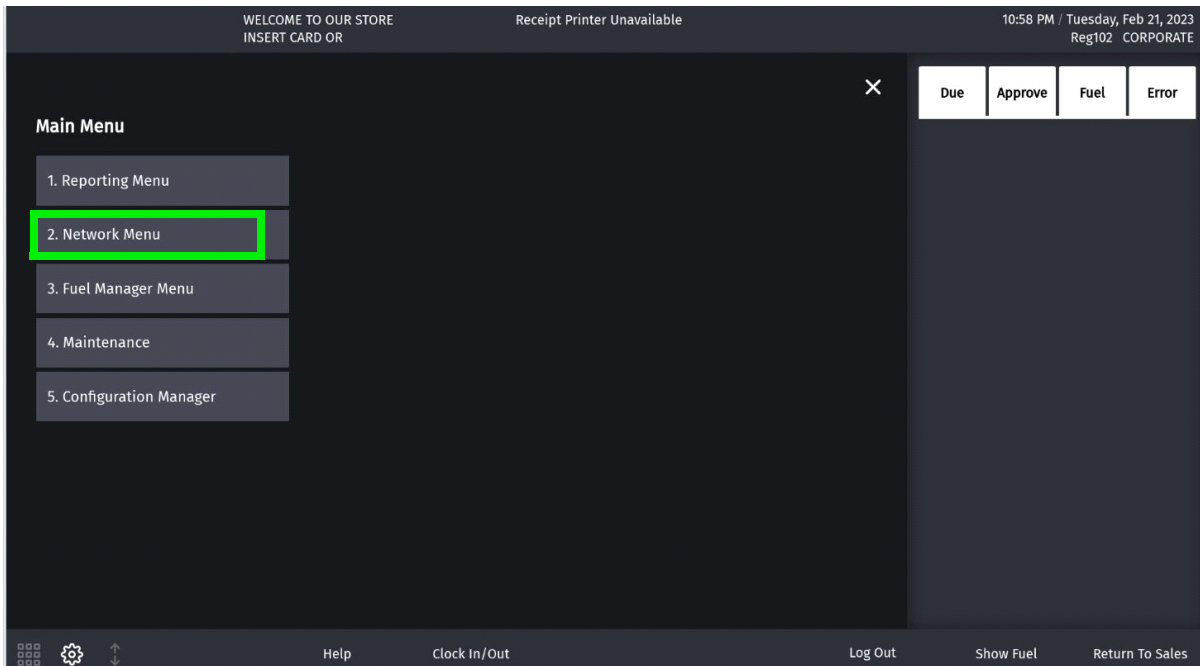 WELCOME TO OUR STORE
INSERT CARD OR
Receipt Printer Unavailable
10:58 PM / Tuesday, Feb 21, 2023
Reg102 CORPORATE
Due
Approve
Fuel
Error
Main Menu
1. Reporting Menu
2. Network Menu
3. Fuel Manager Menu
4. Maintenance
5. Configuration Manager
Help
Clock In/Out
Log Out
Show Fuel
Return To Sales